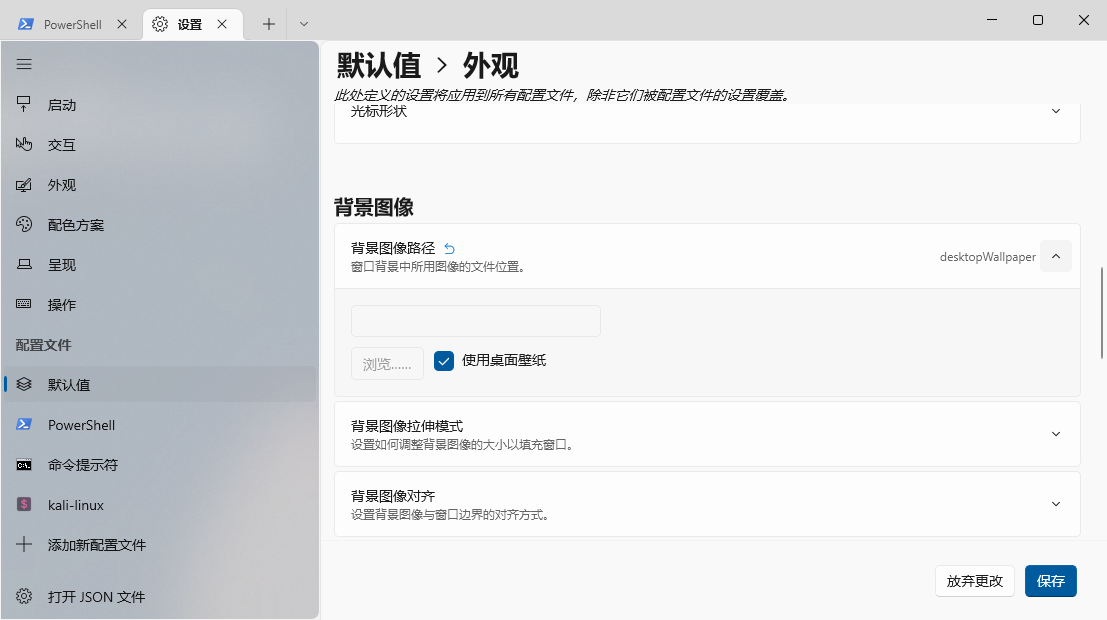 PowerShell
设置
启动
交互
外观
配色方案
呈现
操作
配置文件
默认值
PowerShell
命令提示符
kali-linux
添加新配置文件
打开 JSON 文件
默认值 > 外观
此处定义的设置将应用到所有配置文件，除非它们被配置文件的设置覆盖。
光标形状
背景图像
背景图像路径
窗口背景中所用图像的文件位置。
desktopWallpaper
浏览......
使用桌面壁纸
背景图像拉伸模式
设置如何调整背景图像的大小以填充窗口。
背景图像对齐
设置背景图像与窗口边界的对齐方式。
放弃更改
保存